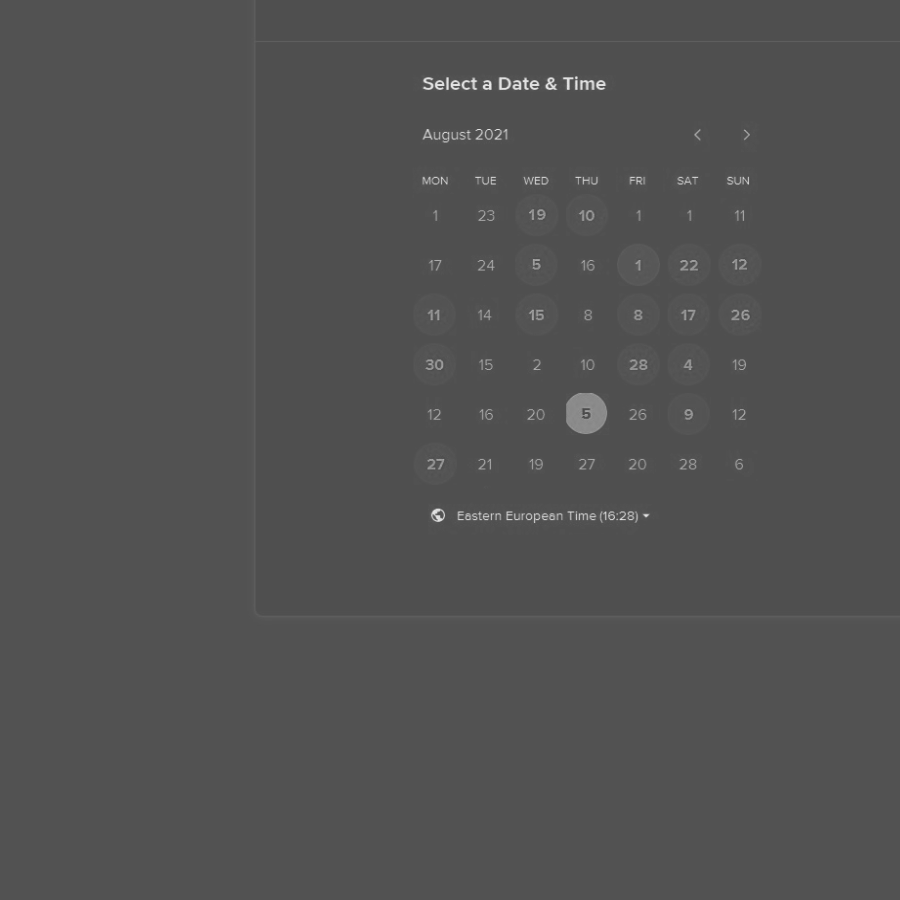 Select a Date & Time
August 2021
MON TUE WED THU FRI SAT SUN
1 23 19 10 1 1 11
17 24 5 16 1 22 12
11 14 15 8 8 17 26
30 15 2 10 28 4 19
12 16 20 5 26 9 12
27 21 19 27 20 28 6
Eastern European Time (16:28)